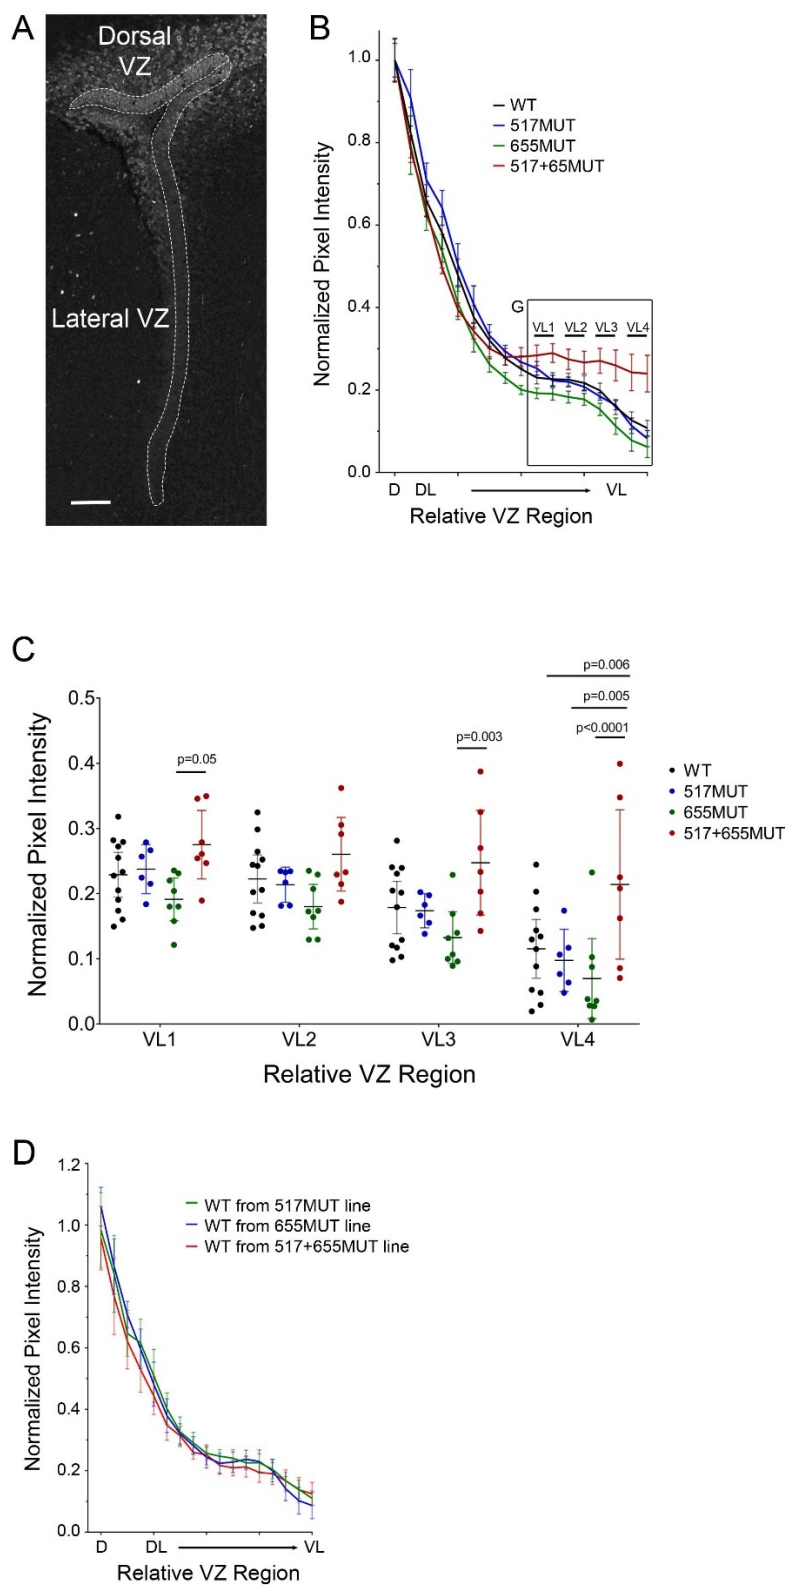 A
Dorsal
VZ
Lateral VZ
B
Normalized Pixel Intensity
1.0
0.8
0.6
0.4
0.2
0.0
WT
517MUT
655MUT
517+65MUT
G
VL1 VL2 VL3 VL4
D DL VL
Relative VZ Region
C
Normalized Pixel Intensity
0.5
0.4
0.3
0.2
0.1
0.0
p=0.05
p=0.003
p=0.006
p=0.005
p<0.0001
WT
517MUT
655MUT
517+655MUT
VL1 VL2 VL3 VL4
Relative VZ Region
D
Normalized Pixel Intensity
1.2
1.0
0.8
0.6
0.4
0.2
0.0
WT from 517MUT line
WT from 655MUT line
WT from 517+655MUT line
D DL VL
Relative VZ Region